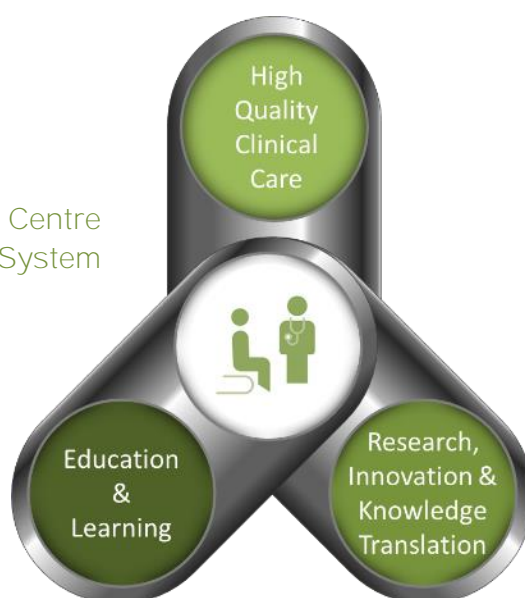 High
Quality
Clinical
Care
Centre
System
Education
&
Learning
Research,
Innovation &
Knowledge
Translation